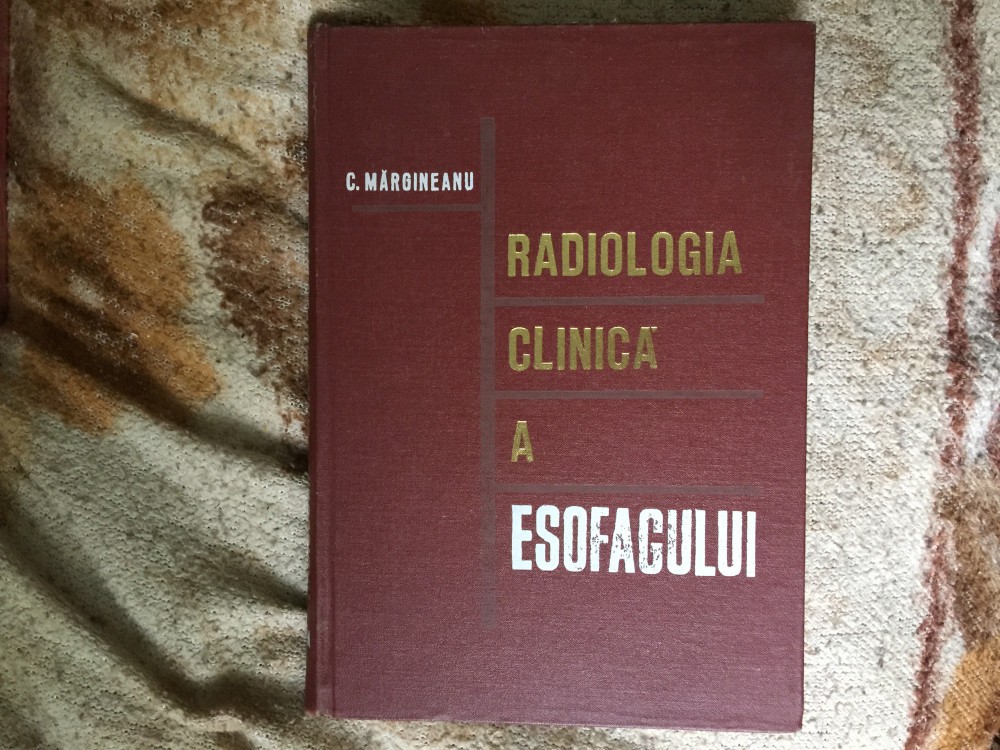 C. MĂRGINEANU
RADIOLOGIA
CLINICĂ
A
ESOFAGULUI